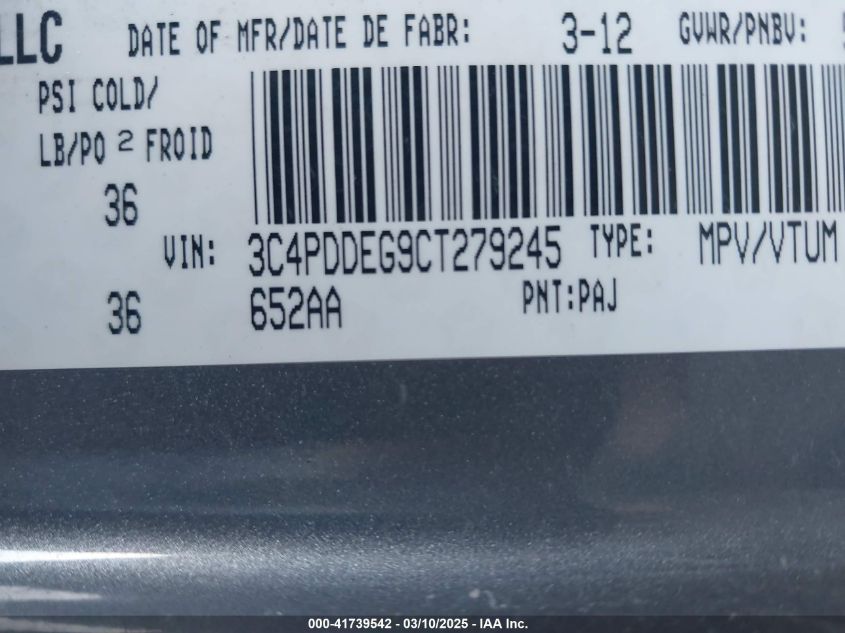 LLC DATE OF MFR/DATE DE FABR: 3-12 GVWR/PNBV:
PSI COLD/
LB/PO 2 FROID
36
VIN: 3C4PDDEG9CT279245 TYPE: MPV/VTUM
36 652AA PNT:PAJ
000-41739542 - 03/10/2025 - IAA Inc.